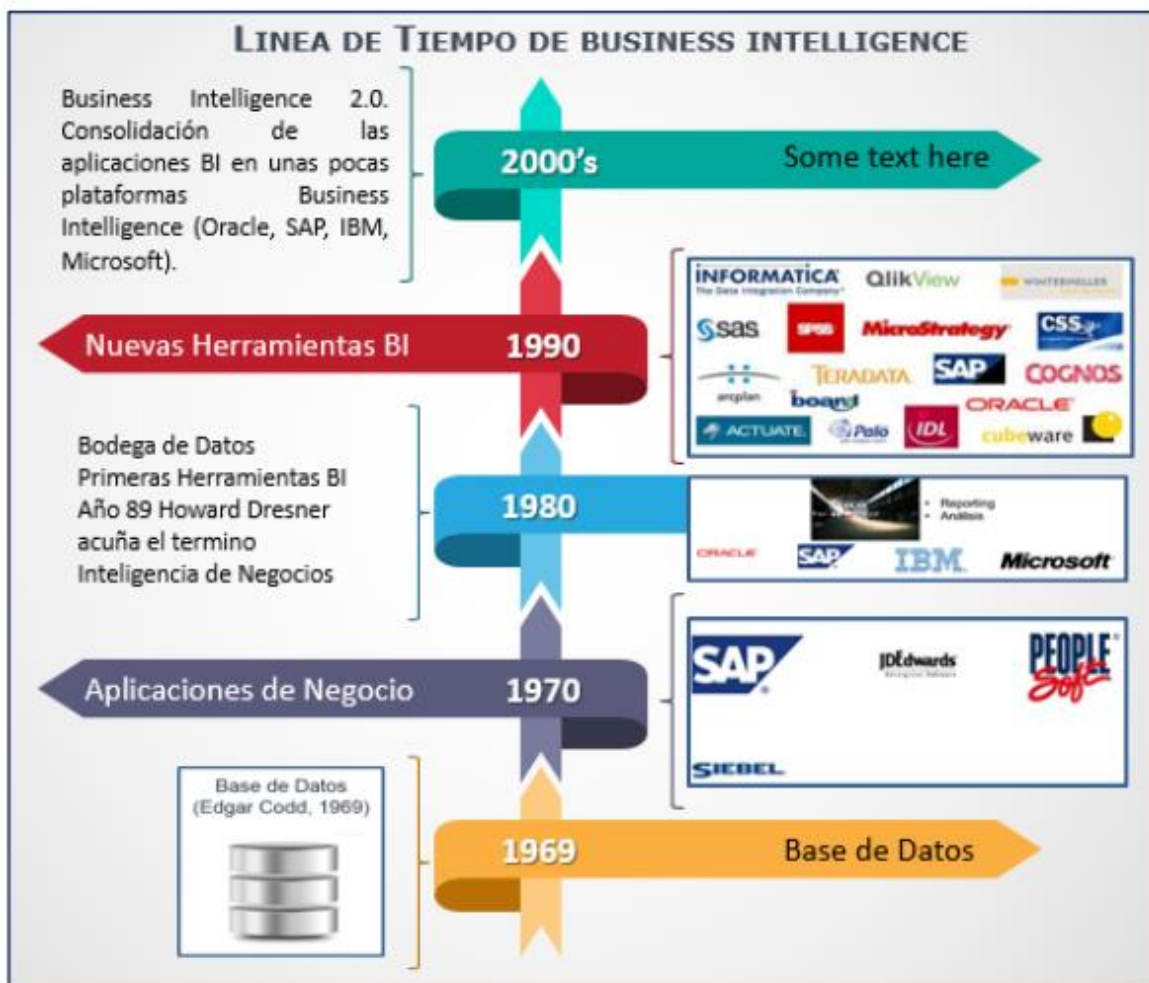 LINEA DE TIEMPO DE BUSINESS INTELLIGENCE
Business Intelligence 2.0.
Consolidación de las
aplicaciones BI en unas pocas
plataformas Business
Intelligence (Oracle, SAP, IBM,
Microsoft).
2000's
Some text here
Nuevas Herramientas BI
1990
INFORMATICA
The Data Integration Company
QlikView
WINTERHELLER
sas
SPSS
MicroStrategy
CSS
arcplan
TERADATA
SAP
COGNOS
board
ORACLE
ACTUATE
Palo
IDL
cubeware
Bodega de Datos
Primeras Herramientas BI
Año 89 Howard Dresner
acuña el termino
Inteligencia de Negocios
1980
• Reporting
• Análisis
ORACLE
SAP
IBM
Microsoft
Aplicaciones de Negocio
1970
SAP
JDEdwards
PEOPLE
Soft
SIEBEL
Base de Datos
(Edgar Codd, 1969)
1969
Base de Datos